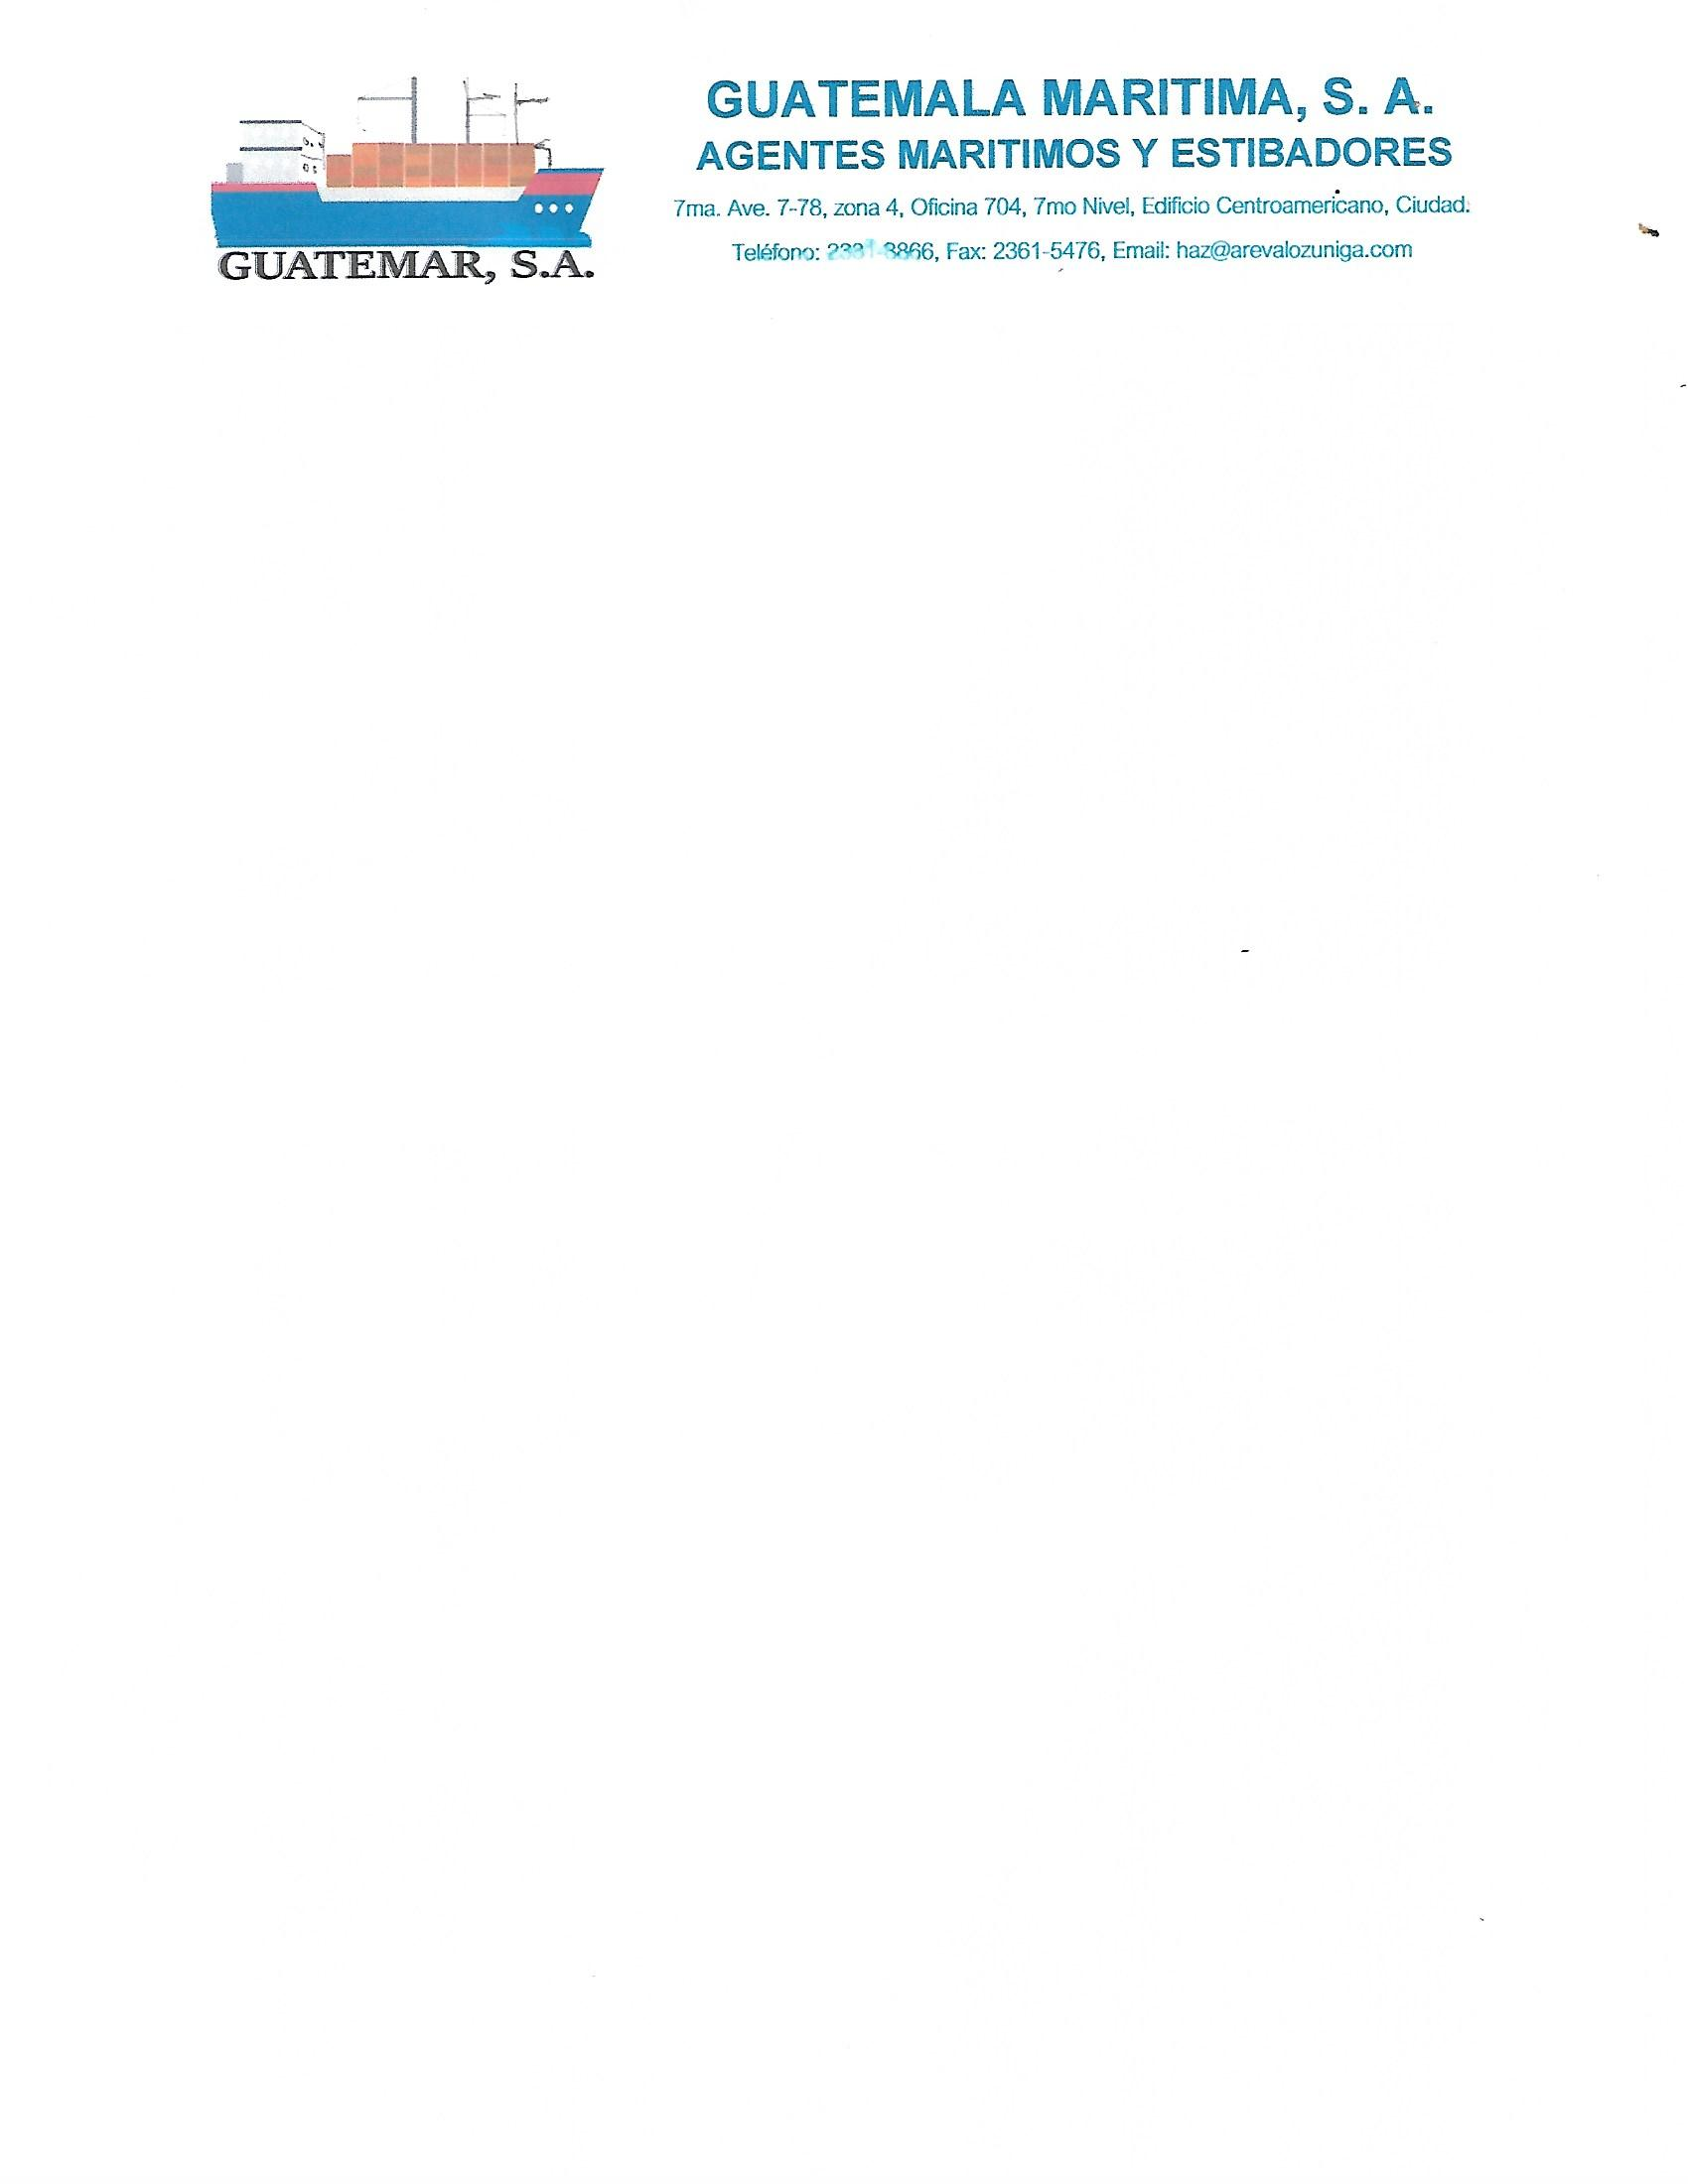 GUATEMALA MARITIMA, S. A.
AGENTES MARITIMOS Y ESTIBADORES
7ma. Ave. 7-78, zona 4, Oficina 704, 7mo Nivel, Edificio Centroamericano, Ciudad.
Teléfono: Fax: 2361-5476, Email: haz@arevalozuniga.com
GUATEMAR, S.A.